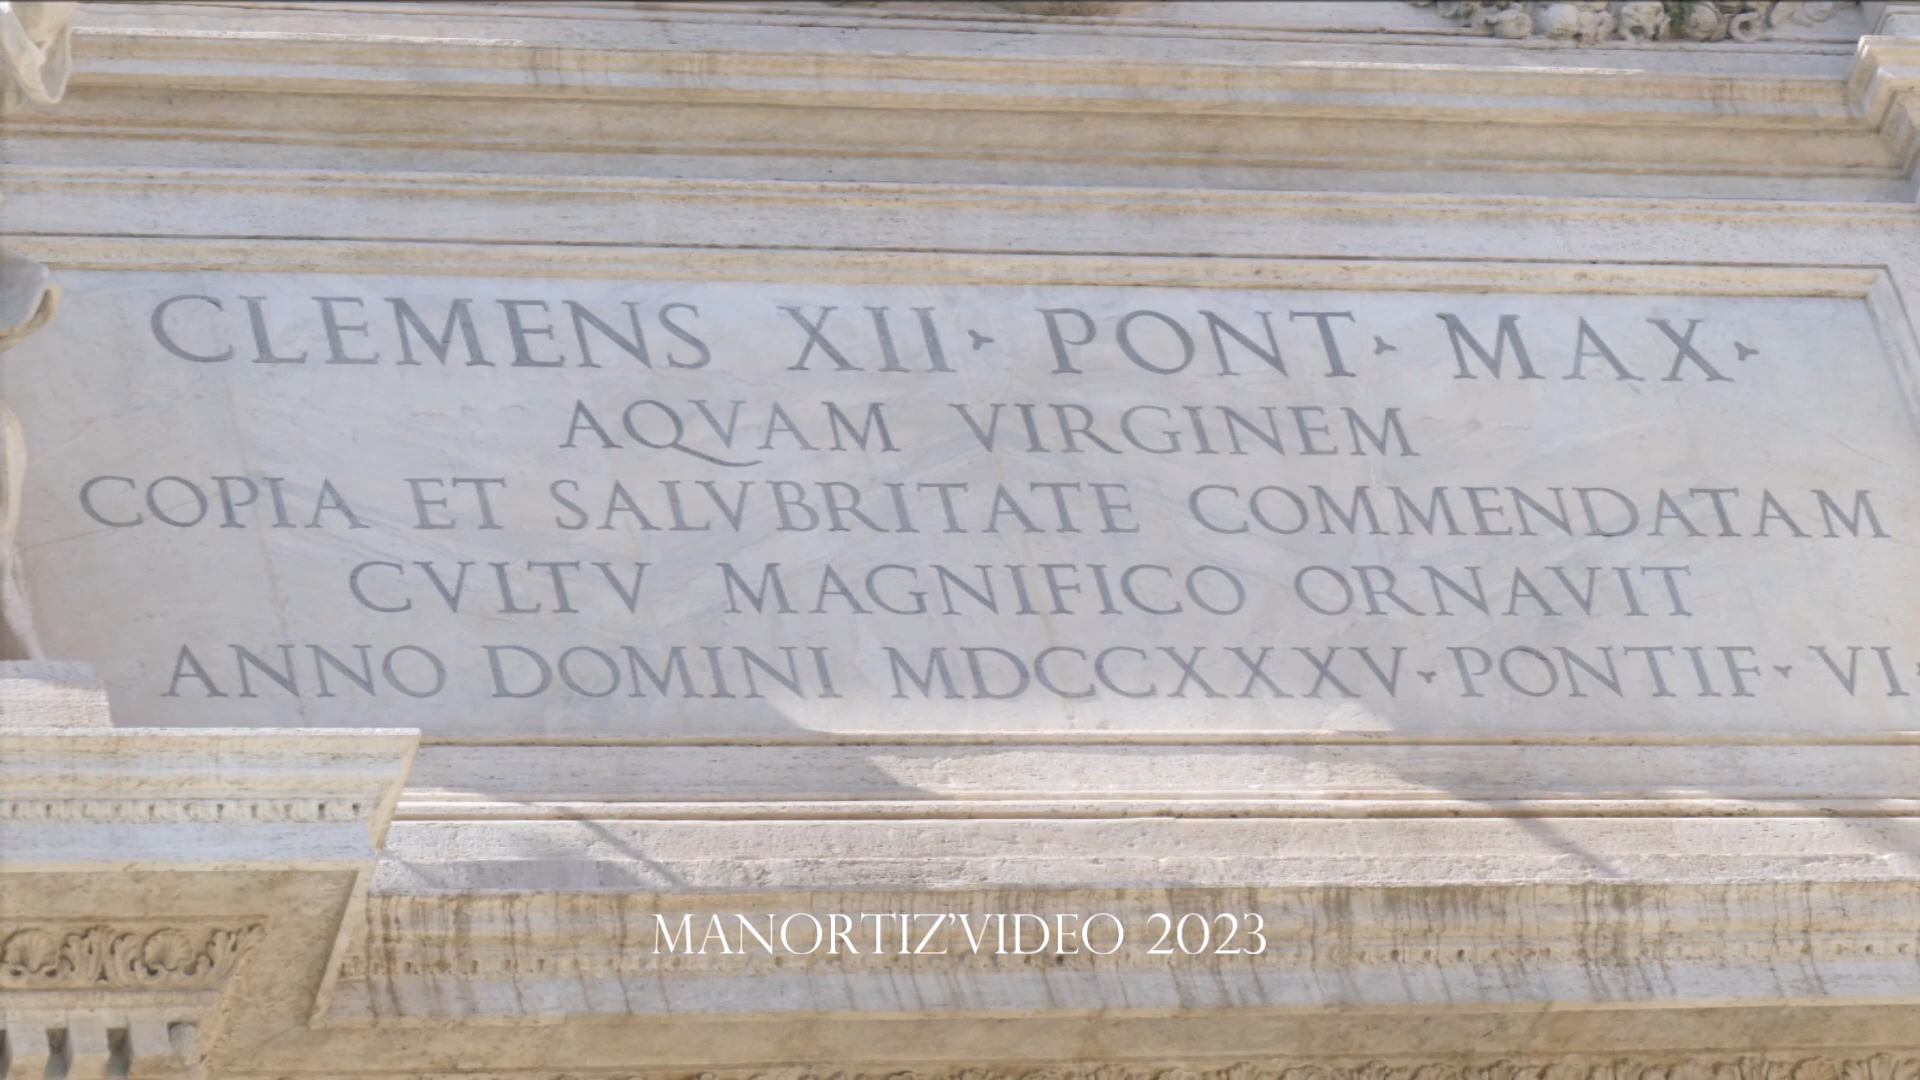 CLEMENS XII · PONT · MAX ·
AQVAM VIRGINEM
COPIA ET SALVBRITATE COMMENDATAM
CVLTV MAGNIFICO ORNAVIT
ANNO DOMINI MDCCXXXV · PONTIF · VI ·
MANORTIZ'VIDEO 2023